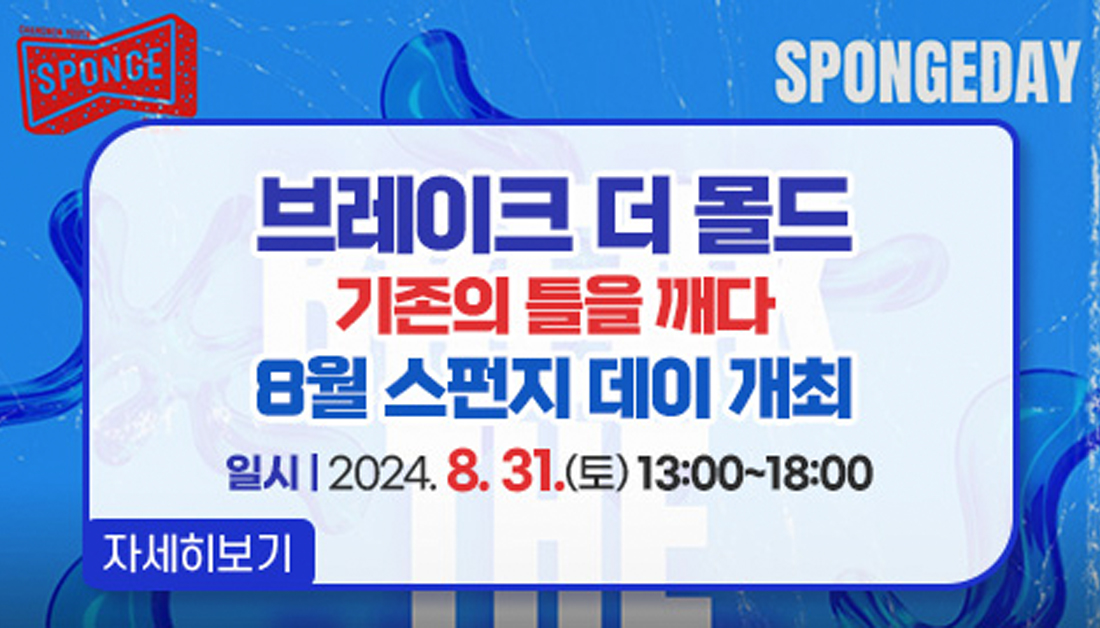 SPONGE
SPONGEDAY
브레이크 더 몰드
기존의 틀을 깨다
8월 스펀지 데이 개최
일시 | 2024. 8. 31.(토) 13:00~18:00
자세히보기
THE